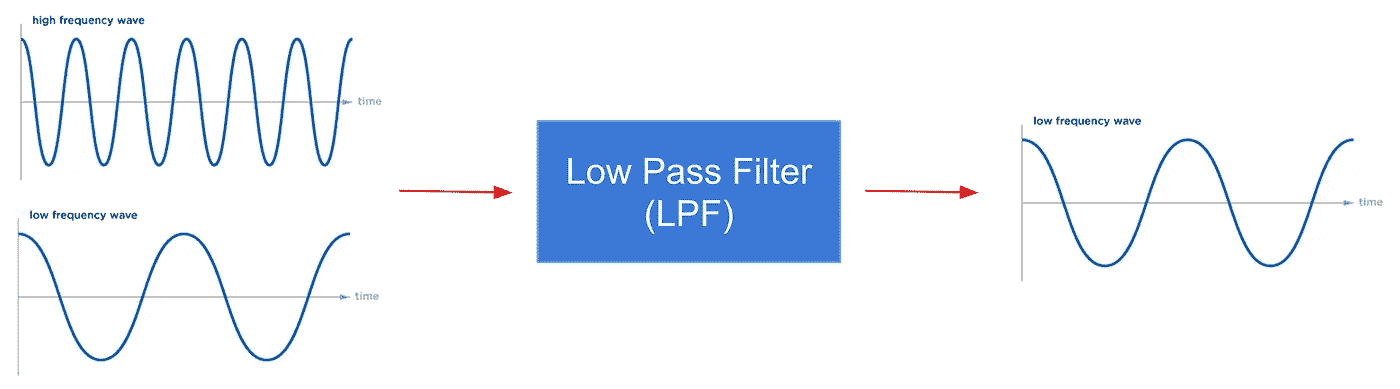 high frequency wave
time
low frequency wave
time
Low Pass Filter
(LPF)
low frequency wave
time